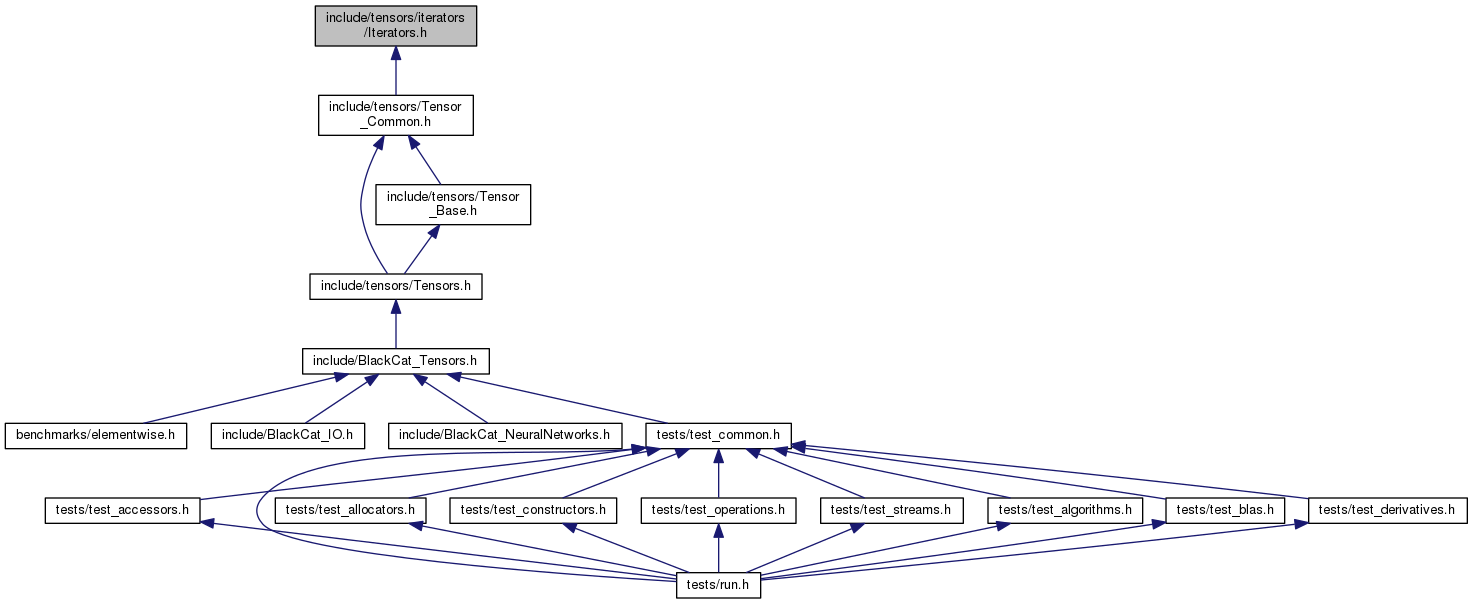 include/tensors/iterators
/Iterators.h
include/tensors/Tensor
_Common.h
include/tensors/Tensor
_Base.h
include/tensors/Tensors.h
include/BlackCat_Tensors.h
benchmarks/elementwise.h
include/BlackCat_IO.h
include/BlackCat_NeuralNetworks.h
tests/test_common.h
tests/test_accessors.h
tests/test_allocators.h
tests/test_constructors.h
tests/test_operations.h
tests/test_streams.h
tests/test_algorithms.h
tests/test_blas.h
tests/test_derivatives.h
tests/run.h